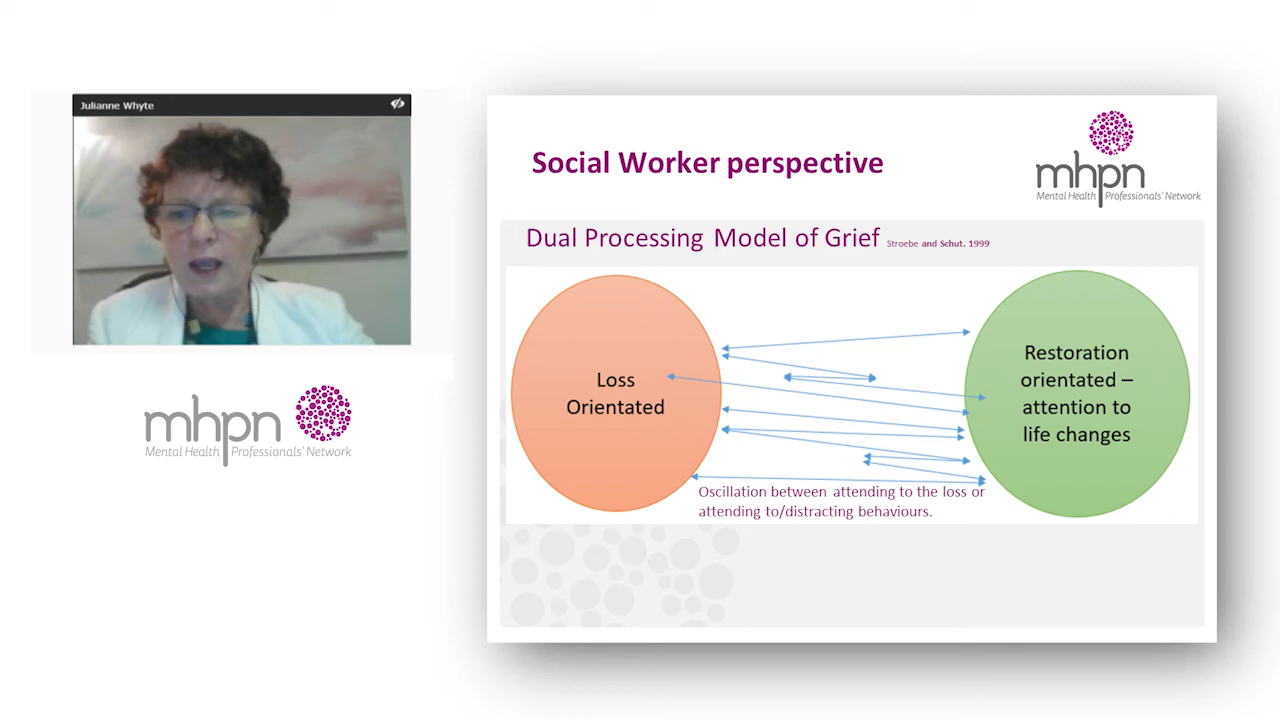 Julianne Whyte
mhpn
Mental Health Professionals' Network
Social Worker perspective
mhpn
Mental Health Professionals' Network
Dual Processing Model of Grief Stroebe and Schut. 1999
Loss
Orientated
Restoration
orientated –
attention to
life changes
Oscillation between attending to the loss or
attending to/distracting behaviours.